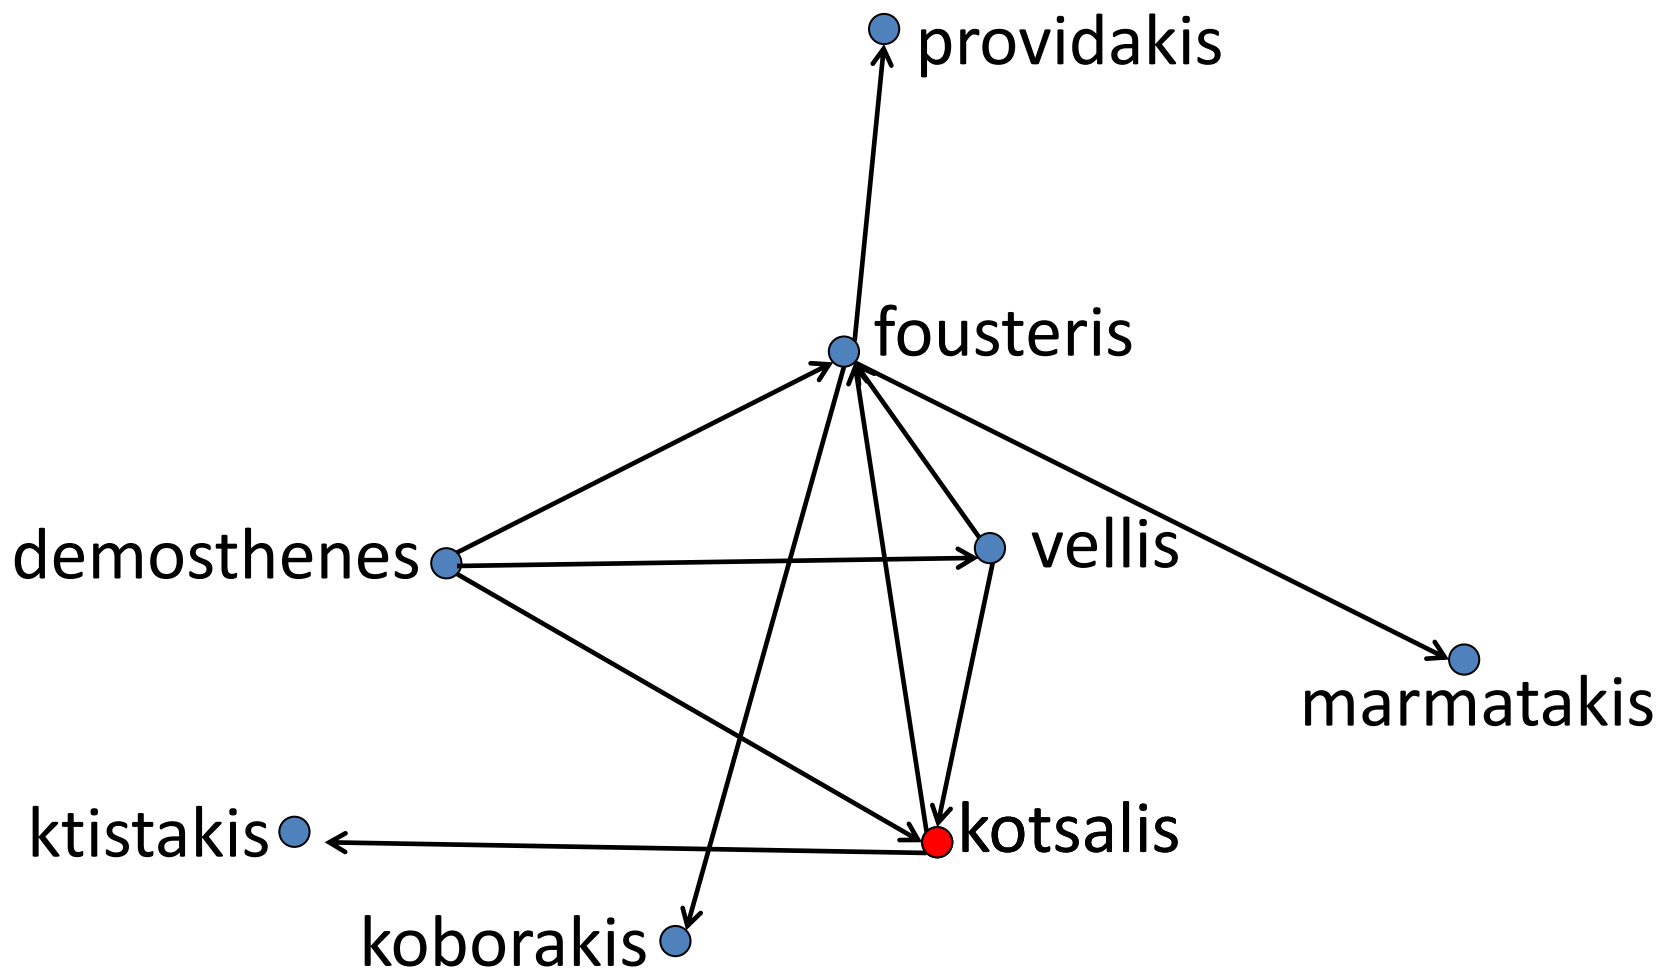 providakis
fousteris
demosthenes
vellis
marmatakis
ktistakis
kotsalis
koborakis